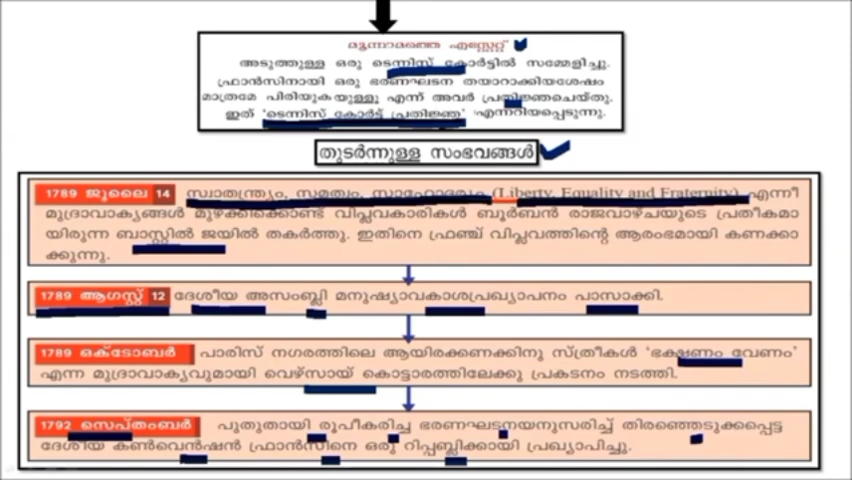 മൂന്നാമത്തെ എസ്റ്റേറ്റ്
അടുത്തുള്ള ഒരു ടെന്നിസ് കോർട്ടിൽ സമ്മേളിച്ചു.
ഫ്രാൻസിനായി ഒരു ഭരണഘടന തയാറാക്കിയശേഷം
മാത്രമേ പിരിയുകയുള്ളൂ എന്ന് അവർ പ്രതിജ്ഞചെയ്തു.
ഇത് 'ടെന്നിസ് കോർട്ട് പ്രതിജ്ഞ' എന്നറിയപ്പെടുന്നു.
തുടർന്നുള്ള സംഭവങ്ങൾ
1789 ജൂലൈ 14 സ്വാതന്ത്ര്യം, സമത്വം, സാഹോദര്യം (Liberty, Equality and Fraternity) എന്നീ
മുദ്രാവാക്യങ്ങൾ മുഴക്കിക്കൊണ്ട് വിപ്ലവകാരികൾ ബൂർബൻ രാജവാഴ്ചയുടെ പ്രതീകമാ
യിരുന്ന ബാസ്റ്റിൽ ജയിൽ തകർത്തു. ഇതിനെ ഫ്രഞ്ച് വിപ്ലവത്തിന്റെ ആരംഭമായി കണക്കാ
ക്കുന്നു.
1789 ആഗസ്റ്റ് 12 ദേശീയ അസംബ്ലി മനുഷ്യാവകാശപ്രഖ്യാപനം പാസാക്കി.
1789 ഒക്ടോബർ പാരിസ് നഗരത്തിലെ ആയിരക്കണക്കിനു സ്ത്രീകൾ 'ഭക്ഷണം വേണം'
എന്ന മുദ്രാവാക്യവുമായി വെഴ്സായ് കൊട്ടാരത്തിലേക്കു പ്രകടനം നടത്തി.
1792 സെപ്തംബർ പുതുതായി രൂപീകരിച്ച ഭരണഘടനയനുസരിച്ച് തിരഞ്ഞെടുക്കപ്പെട്ട
ദേശീയ കൺവെൻഷൻ ഫ്രാൻസിനെ ഒരു റിപ്പബ്ലിക്കായി പ്രഖ്യാപിച്ചു.